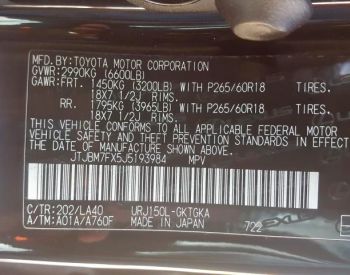 MFD.BY:TOYOTA MOTOR CORPORATION
GVWR:2990KG (6600LB)
GAWR:FRT. 1450KG (3200LB) WITH P265/60R18 TIRES.
18X7 1/2J RIMS.
RR. 1795KG (3965LB) WITH P265/60R18 TIRES.
18X7 1/2J RIMS.
THIS VEHICLE CONFORMS TO ALL APPLICABLE FEDERAL MOTOR
VEHICLE SAFETY STANDARDS IN EFFECT ON THE DATE OF
MANUFACTURE SHOWN ABOVE.
JTJBM7FX5J5193984 MPV
C/TR:202/LA40 URJ150L-GKTGKA
A/TM:A01A/A760F MADE IN JAPAN 722
LEXUS